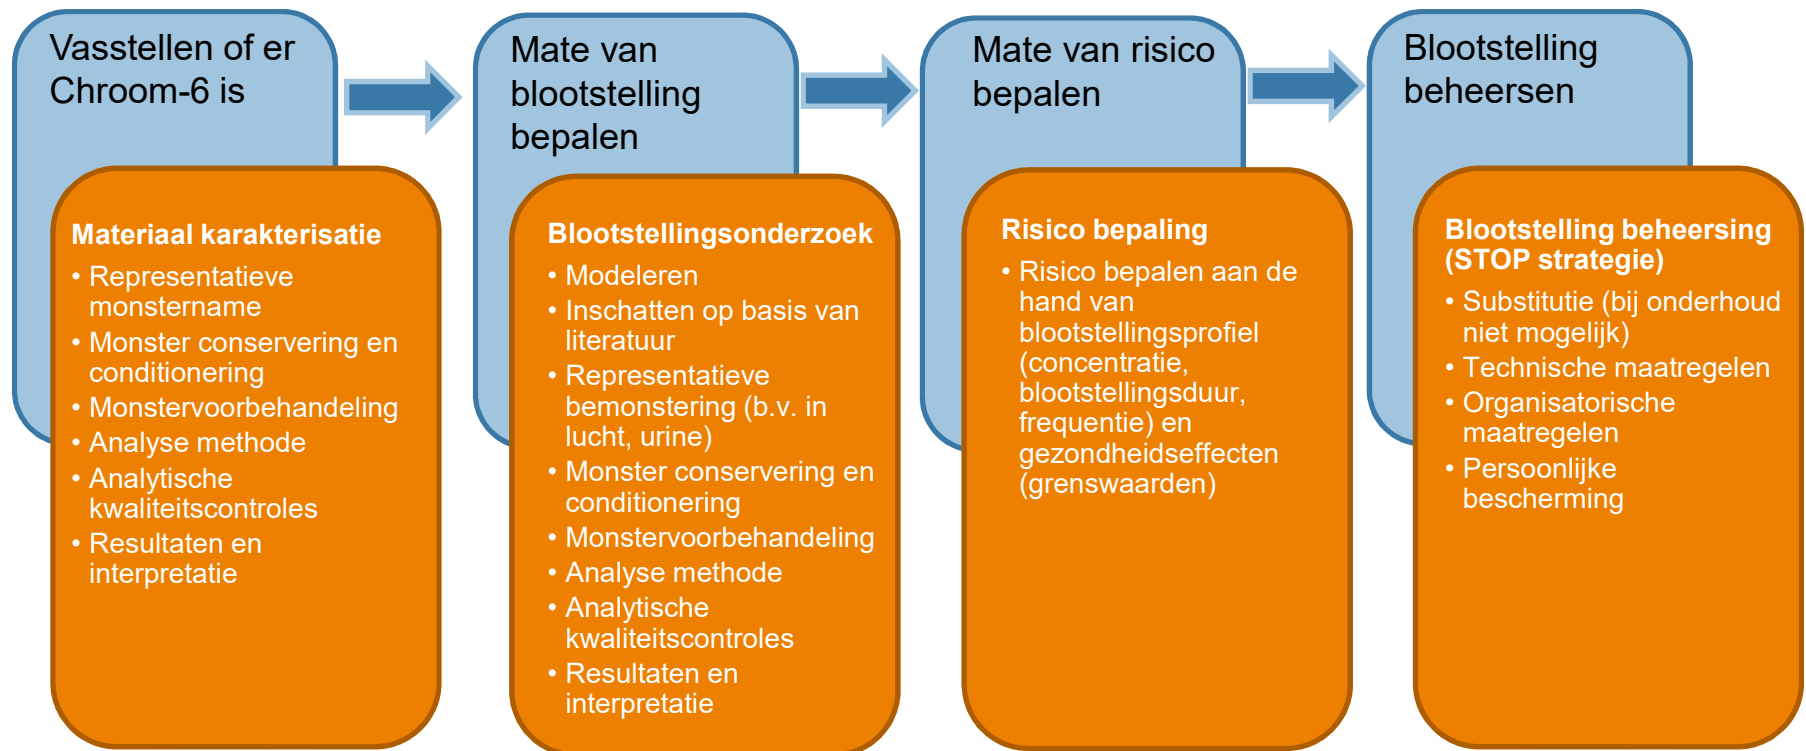 Vasstellen of er
Chroom-6 is
Materiaal karakterisatie
• Representatieve
monstername
• Monster conservering en
conditionering
• Monstervoorbehandeling
• Analyse methode
• Analytische
kwaliteitscontroles
• Resultaten en
interpretatie
Mate van
blootstelling
bepalen
Blootstellingsonderzoek
• Modeleren
• Inschatten op basis van
literatuur
• Representatieve
bemonstering (b.v. in
lucht, urine)
• Monster conservering en
conditionering
• Monstervoorbehandeling
• Analyse methode
• Analytische
kwaliteitscontroles
• Resultaten en
interpretatie
Mate van risico
bepalen
Risico bepaling
• Risico bepalen aan de
hand van
blootstellingsprofiel
(concentratie,
blootstellingsduur,
frequentie) en
gezondheidseffecten
(grenswaarden)
Blootstelling
beheersen
Blootstelling beheersing
(STOP strategie)
• Substitutie (bij onderhoud
niet mogelijk)
• Technische maatregelen
• Organisatorische
maatregelen
• Persoonlijke
bescherming